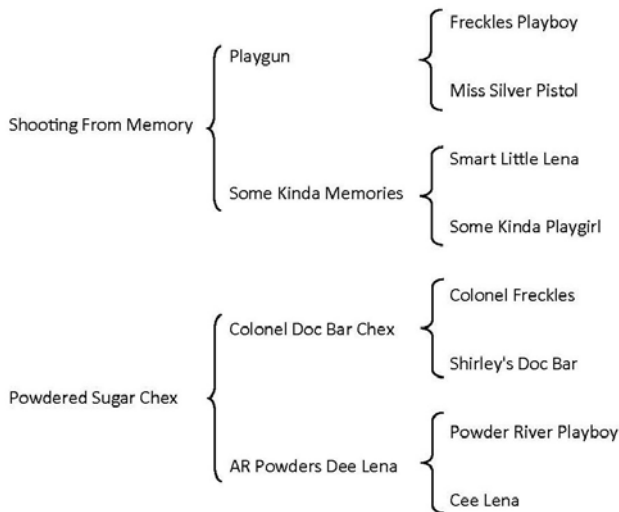 Freckles Playboy
Playgun
Miss Silver Pistol
Shooting From Memory
Smart Little Lena
Some Kinda Memories
Some Kinda Playgirl
Colonel Freckles
Colonel Doc Bar Chex
Shirley's Doc Bar
Powdered Sugar Chex
Powder River Playboy
AR Powders Dee Lena
Cee Lena